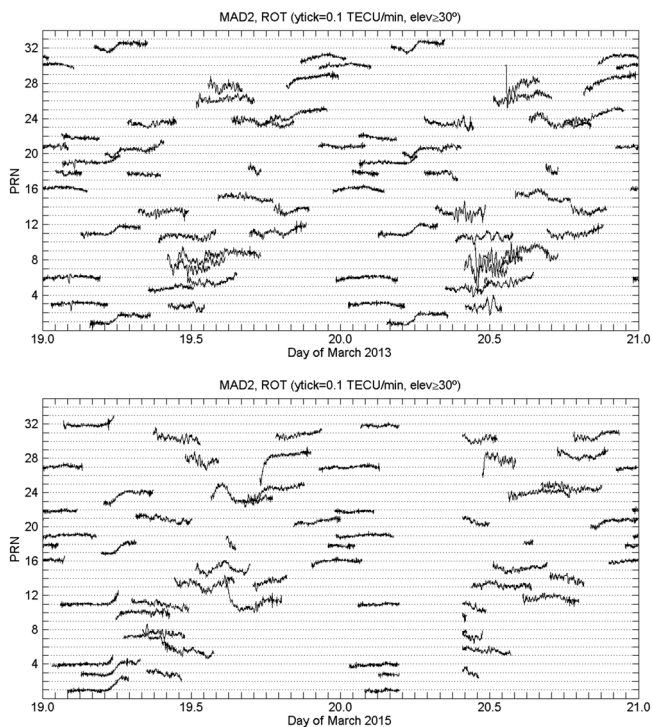 MAD2, ROT (ytick=0.1 TECU/min, elev≥30º)
32
28
24
20
16
12
8
4
PRN
19.0 19.5 20.0 20.5 21.0
Day of March 2013
MAD2, ROT (ytick=0.1 TECU/min, elev≥30º)
32
28
24
20
16
12
8
4
PRN
19.0 19.5 20.0 20.5 21.0
Day of March 2015